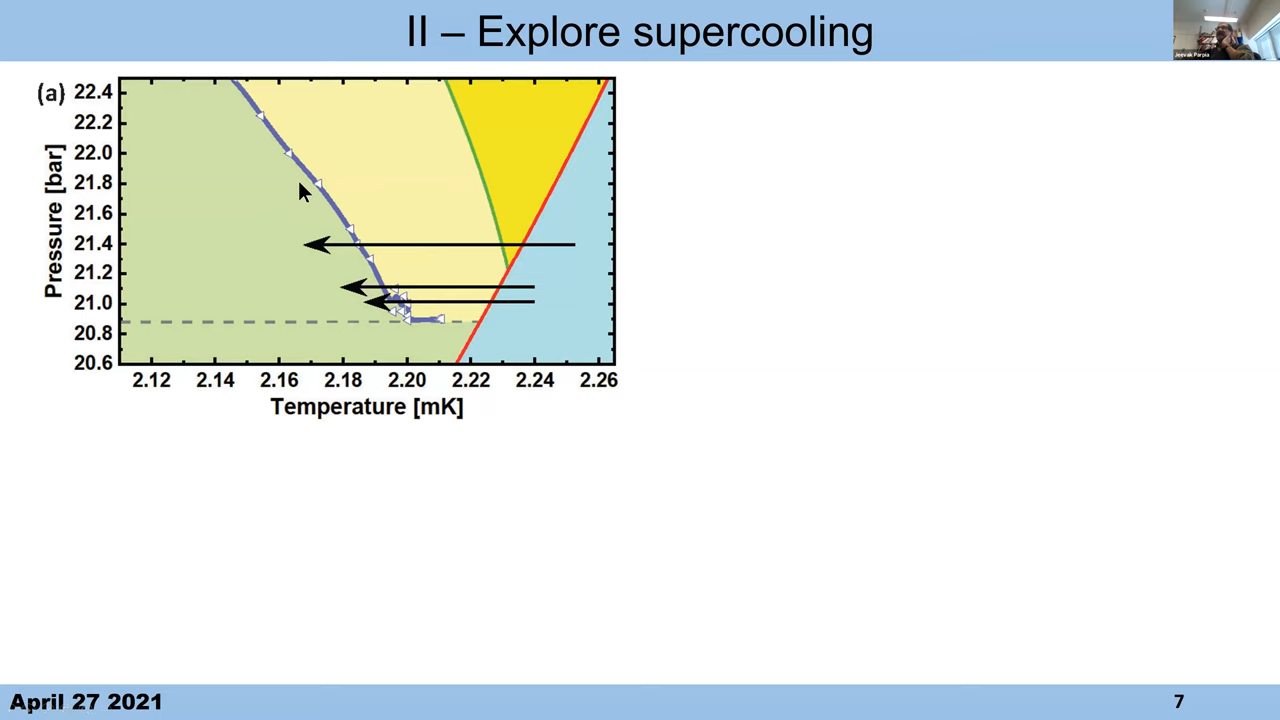 II – Explore supercooling
Jeevak Parpia
(a)
22.4
22.2
22.0
21.8
21.6
21.4
21.2
21.0
20.8
20.6
Pressure [bar]
2.12 2.14 2.16 2.18 2.20 2.22 2.24 2.26
Temperature [mK]
April 27 2021
7